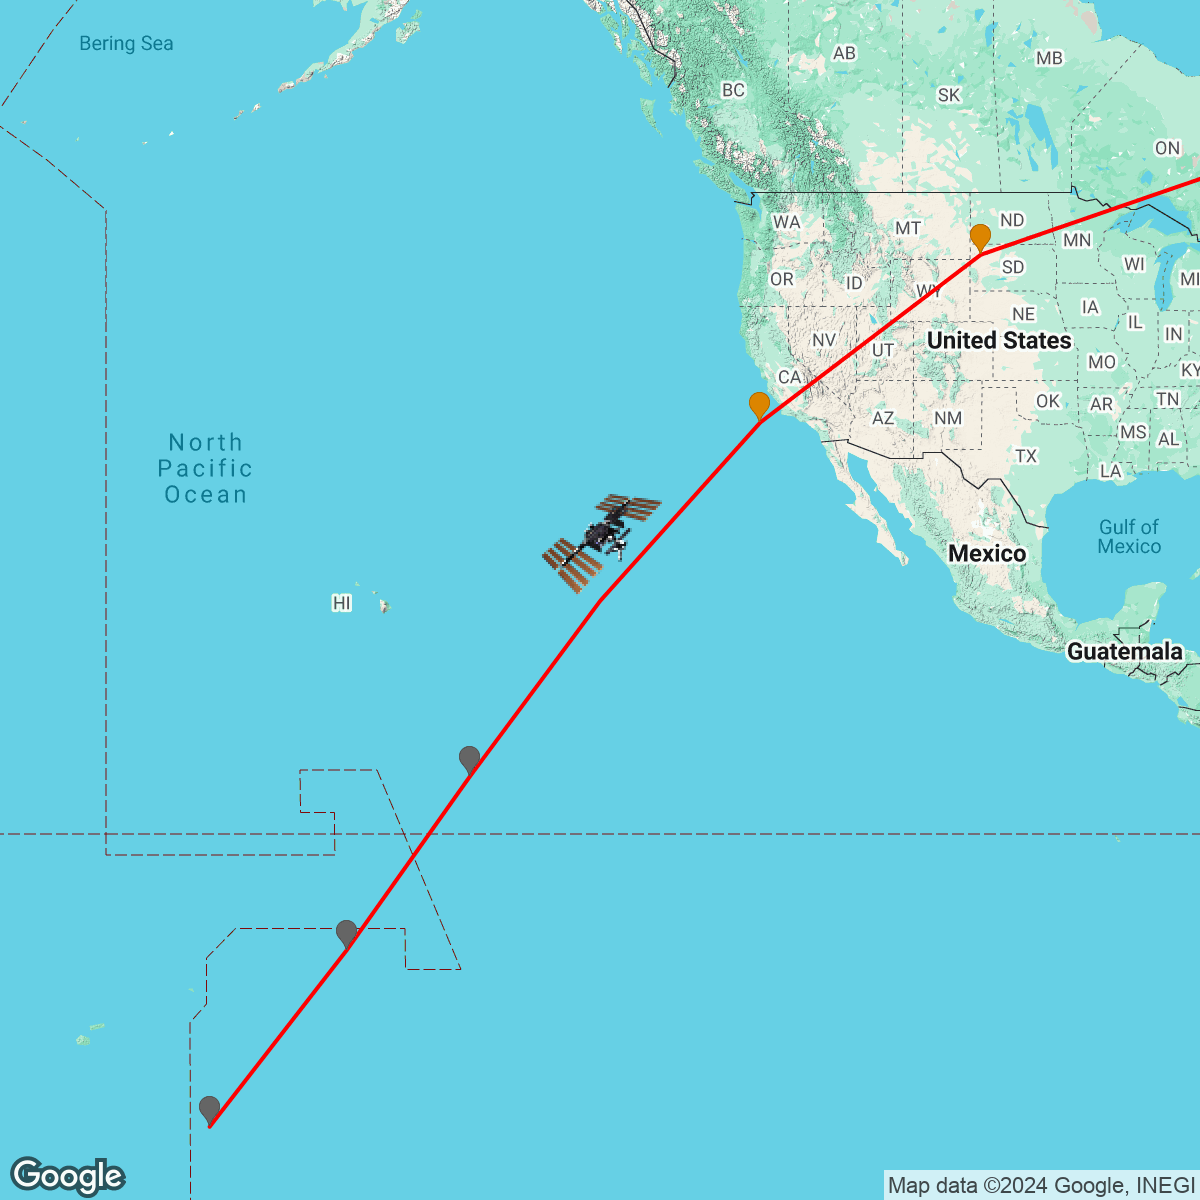 Bering Sea
AB
MB
BC
SK
ON
WA
MT
ND
MN
OR
ID
SD
WI
MI
WY
NE
IA
IL
IN
NV
UT
United States
CA
MO
KY
OK
AR
TN
AZ
NM
MS
AL
TX
LA
North
Pacific
Ocean
Gulf of
Mexico
Mexico
HI
Guatemala
Google
Map data ©2024 Google, INEGI